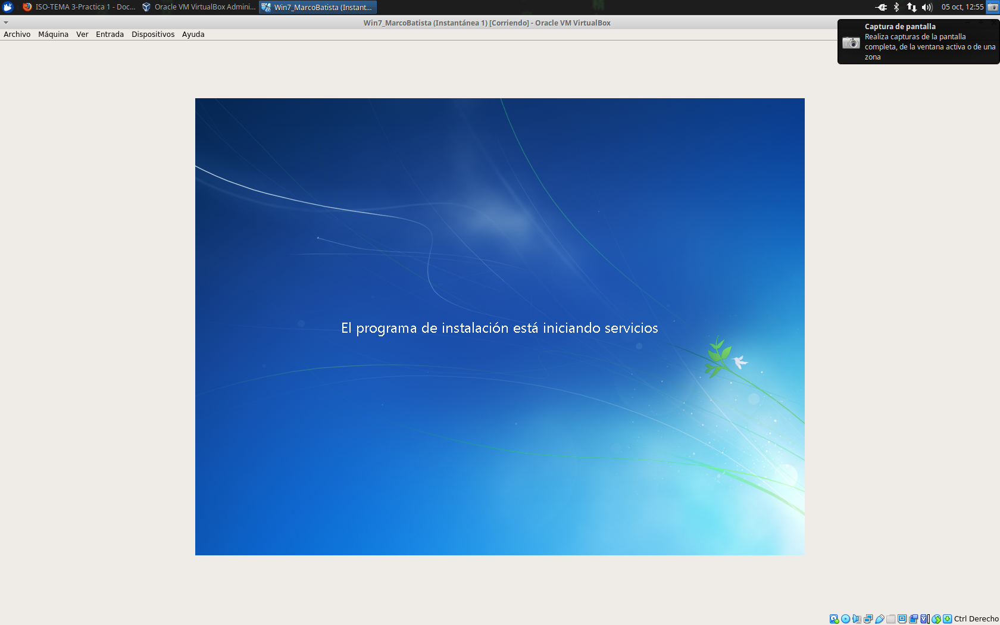 ISO-TEMA 3-Practica 1 - Doc...
Oracle VM VirtualBox Admini...
Win7_MarcoBatista (Instant...
05 oct, 12:55
Win7_MarcoBatista (Instantánea 1) [Corriendo] - Oracle VM VirtualBox
Archivo Máquina Ver Entrada Dispositivos Ayuda
Captura de pantalla
Realiza capturas de la pantalla
completa, de la ventana activa o de una
zona
El programa de instalación está iniciando servicios
Ctrl Derecho